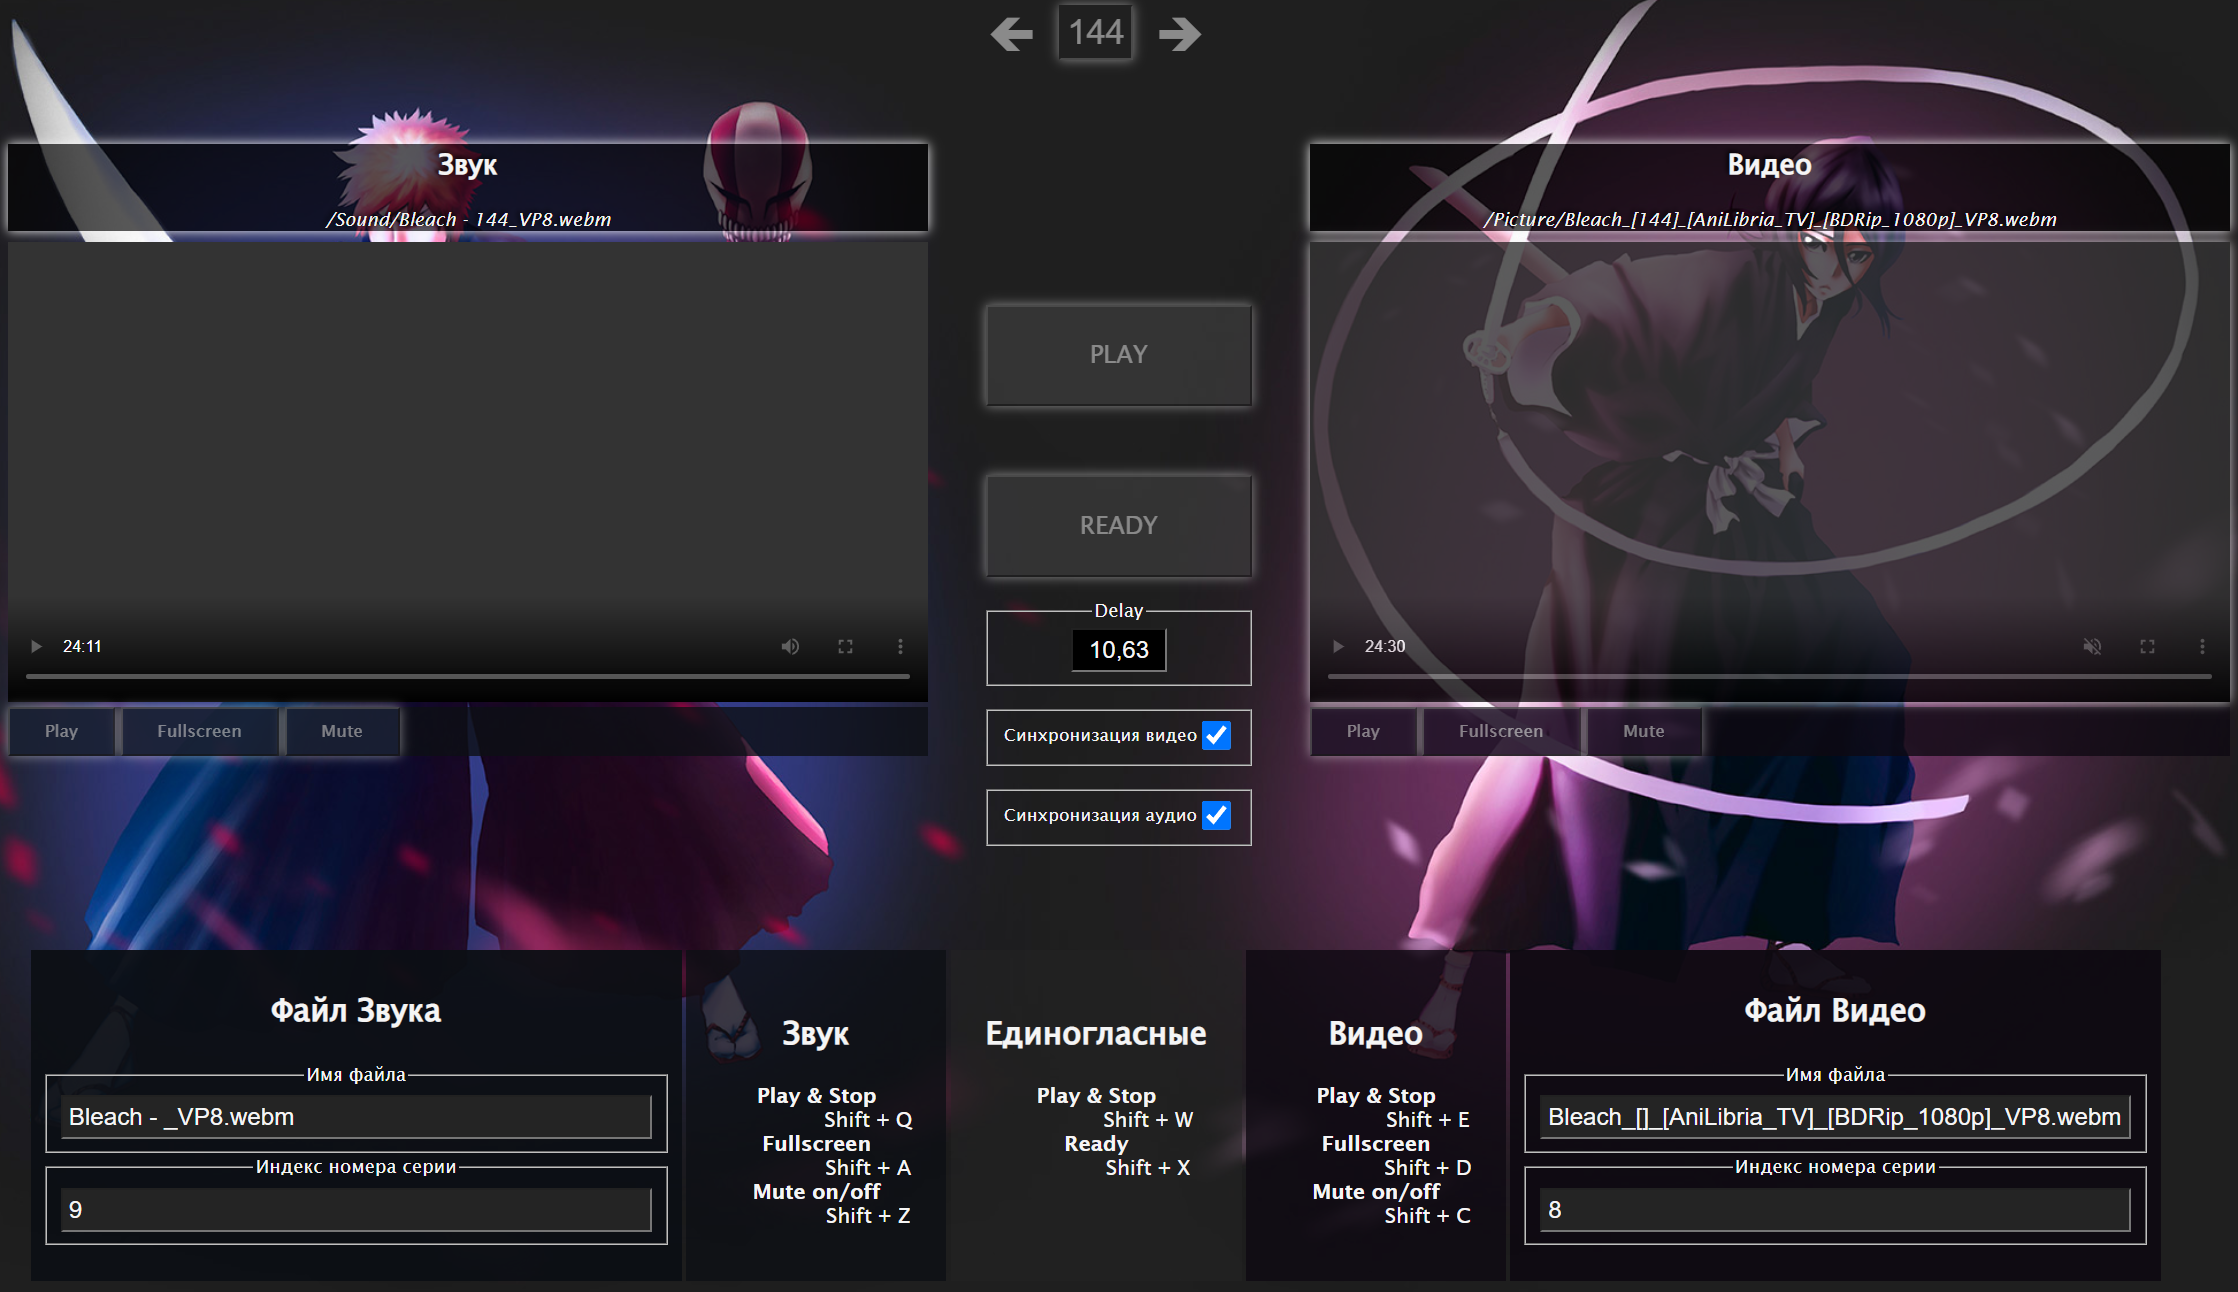 144
Звук
/Sound/Bleach - 144_VP8.webm
Видео
/Picture/Bleach_[144]_[AniLibria_TV]_[BDRip_1080p]_VP8.webm
24:11
Play
Fullscreen
Mute
PLAY
READY
Delay
10,63
Синхронизация видео
Синхронизация аудио
24:30
Play
Fullscreen
Mute
Файл Звука
Имя файла
Bleach - _VP8.webm
Индекс номера серии
9
Звук
Play & Stop
Shift + Q
Fullscreen
Shift + A
Mute on/off
Shift + Z
Единогласные
Play & Stop
Shift + W
Ready
Shift + X
Видео
Play & Stop
Shift + E
Fullscreen
Shift + D
Mute on/off
Shift + C
Файл Видео
Имя файла
Bleach_[]_[AniLibria_TV]_[BDRip_1080p]_VP8.webm
Индекс номера серии
8